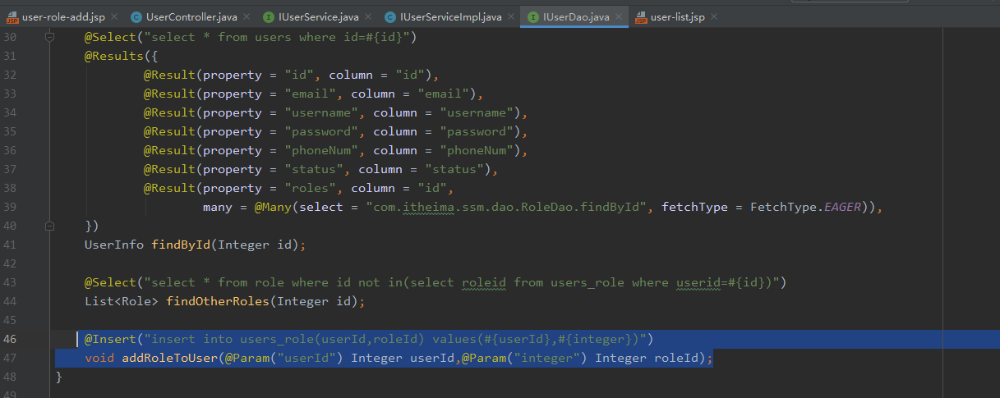 user-role-add.jsp × UserController.java × IUserService.java × IUserServiceImpl.java × IUserDao.java × user-list.jsp ×
30 @Select("select * from users where id=#{id}")
31 @Results({
32 @Result(property = "id", column = "id"),
33 @Result(property = "email", column = "email"),
34 @Result(property = "username", column = "username"),
35 @Result(property = "password", column = "password"),
36 @Result(property = "phoneNum", column = "phoneNum"),
37 @Result(property = "status", column = "status"),
38 @Result(property = "roles", column = "id",
39 many = @Many(select = "com.itheima.ssm.dao.RoleDao.findById", fetchType = FetchType.EAGER)),
40 })
41 UserInfo findById(Integer id);
42
43 @Select("select * from role where id not in(select roleid from users_role where userid=#{id})")
44 List<Role> findOtherRoles(Integer id);
45
46 @Insert("insert into users_role(userId,roleId) values(#{userId},#{integer})")
47 void addRoleToUser(@Param("userId") Integer userId,@Param("integer") Integer roleId);
48 }
49